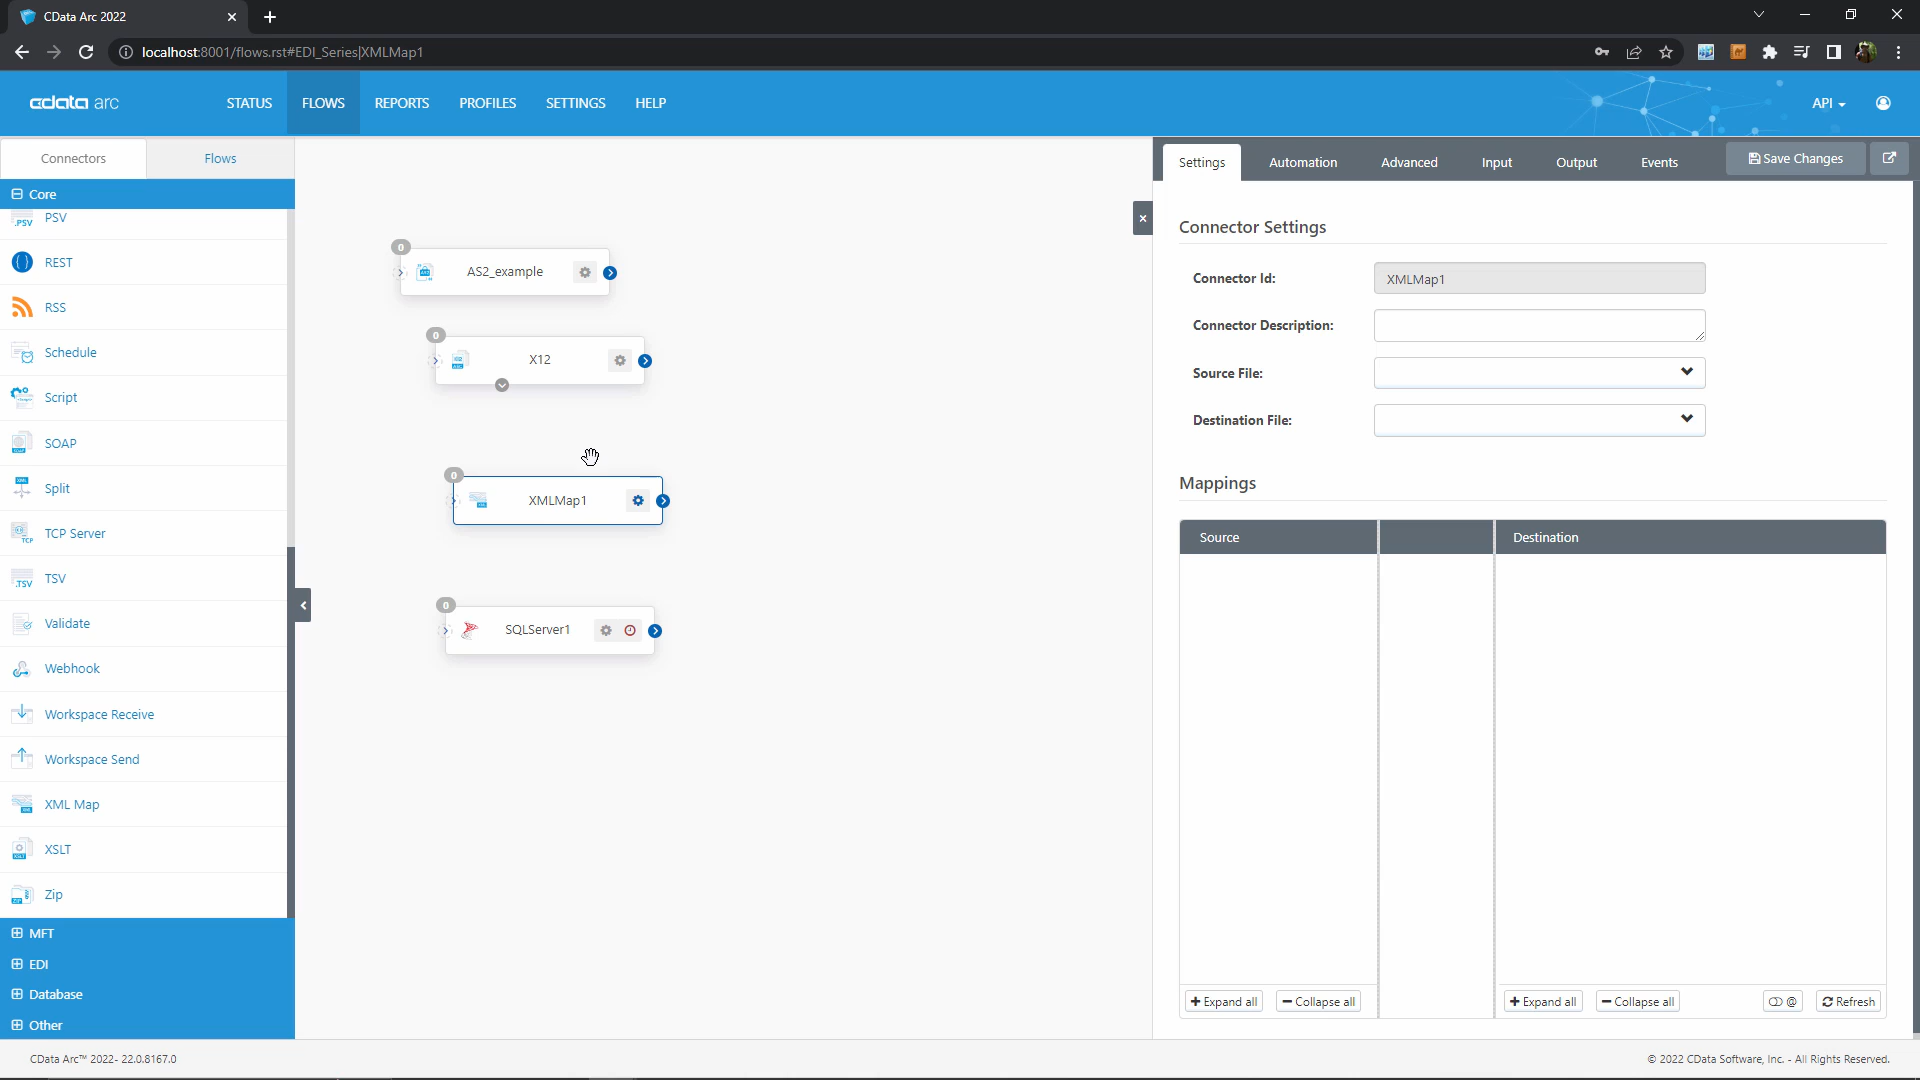 CData Arc 2022
localhost:8001/flows.rst#EDI_Series|XMLMap1
cdata arc
STATUS FLOWS REPORTS PROFILES SETTINGS HELP API
Connectors Flows
Core
PSV
REST
RSS
Schedule
Script
SOAP
Split
TCP Server
TSV
Validate
Webhook
Workspace Receive
Workspace Send
XML Map
XSLT
Zip
MFT
EDI
Database
Other
0
AS2_example
0
X12
0
XMLMap1
0
SQLServer1
Settings Automation Advanced Input Output Events Save Changes
Connector Settings
Connector Id: XMLMap1
Connector Description:
Source File:
Destination File:
Mappings
Source Destination
Expand all Collapse all Expand all Collapse all @ Refresh
CData Arc™ 2022- 22.0.8167.0
© 2022 CData Software, Inc. - All Rights Reserved.